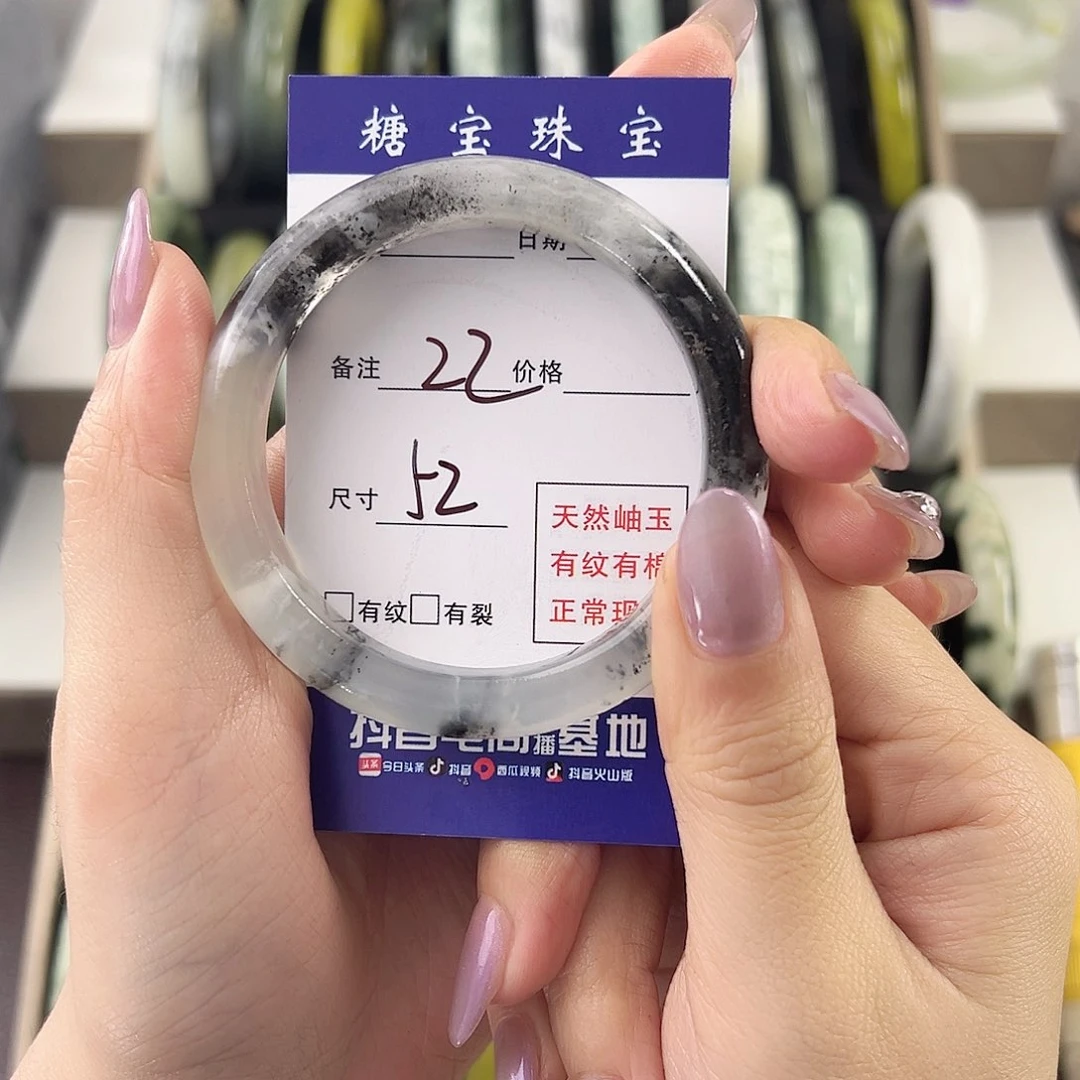 糖宝珠宝
日期
备注 22 价格
尺寸 52
天然岫玉
有纹有棉
正常现
□有纹□有裂
抖音电商直播基地
今日头条 抖音 西瓜视频 抖音火山版